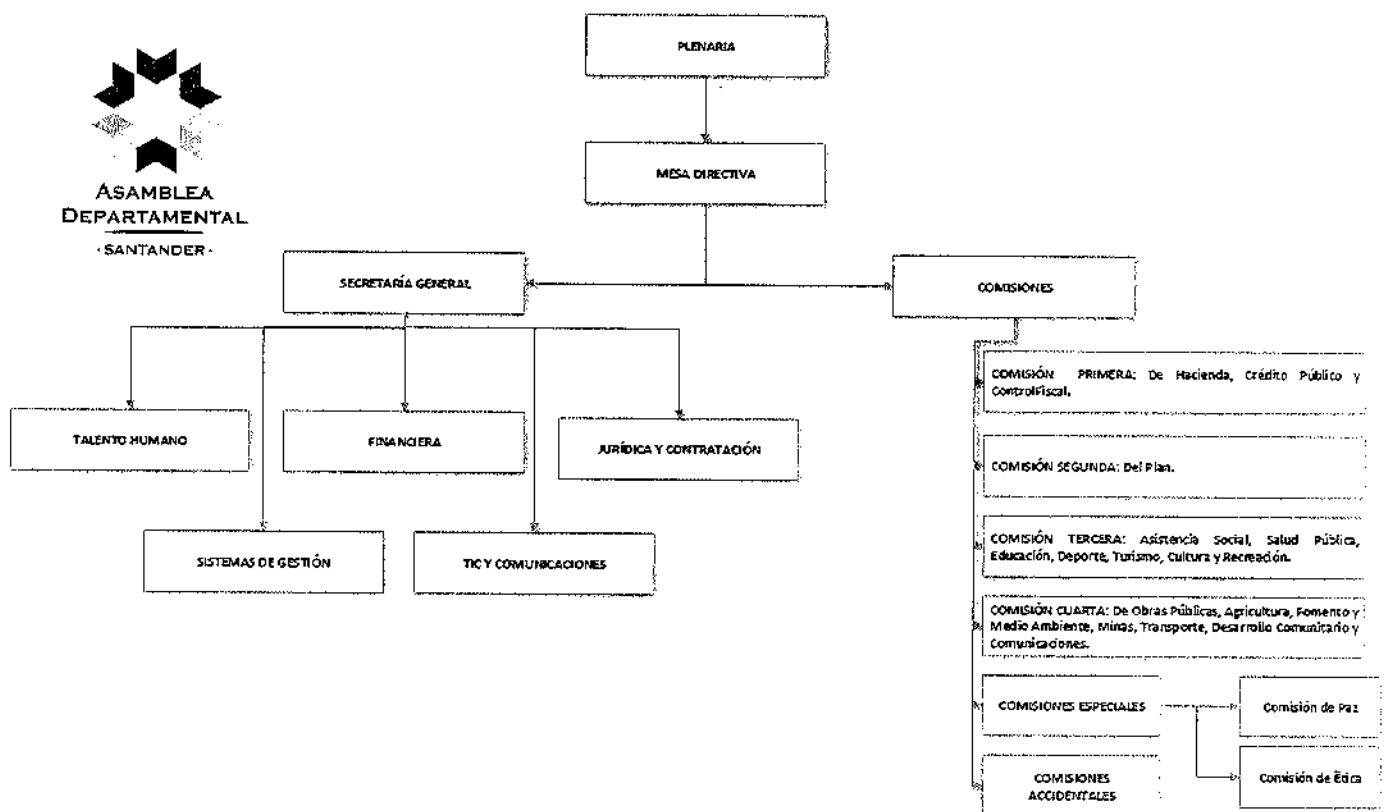 PLENARIA
ASAMBLEA
DEPARTAMENTAL
· SANTANDER ·
MESA DIRECTIVA
SECRETARÍA GENERAL
COMISIONES
TALENTO HUMANO
FINANCIERA
JURÍDICA Y CONTRATACIÓN
SISTEMAS DE GESTIÓN
TIC Y COMUNICACIONES
COMISIÓN PRIMERA: De Hacienda, Crédito Público y
ControlFiscal.
COMISIÓN SEGUNDA: Del Plan.
COMISIÓN TERCERA: Asistencia Social, Salud Pública,
Educación, Deporte, Turismo, Cultura y Recreación.
COMISIÓN CUARTA: De Obras Públicas, Agricultura, Fomento y
Medio Ambiente, Minas, Transporte, Desarrollo Comunitario y
Comunicaciones.
COMISIONES ESPECIALES
Comisión de Paz
Comisión de Ética
COMISIONES
ACCIDENTALES